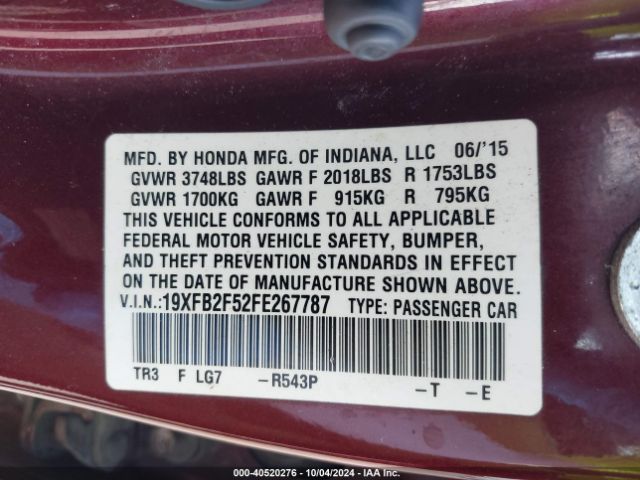 MFD. BY HONDA MFG. OF INDIANA, LLC 06/'15
GVWR 3748LBS GAWR F 2018LBS R 1753LBS
GVWR 1700KG GAWR F 915KG R 795KG
THIS VEHICLE CONFORMS TO ALL APPLICABLE
FEDERAL MOTOR VEHICLE SAFETY, BUMPER,
AND THEFT PREVENTION STANDARDS IN EFFECT
ON THE DATE OF MANUFACTURE SHOWN ABOVE.
V.I.N.: 19XFB2F52FE267787 TYPE: PASSENGER CAR
TR3 F LG7 -R543P -T -E
000-40520276 - 10/04/2024 - IAA Inc.